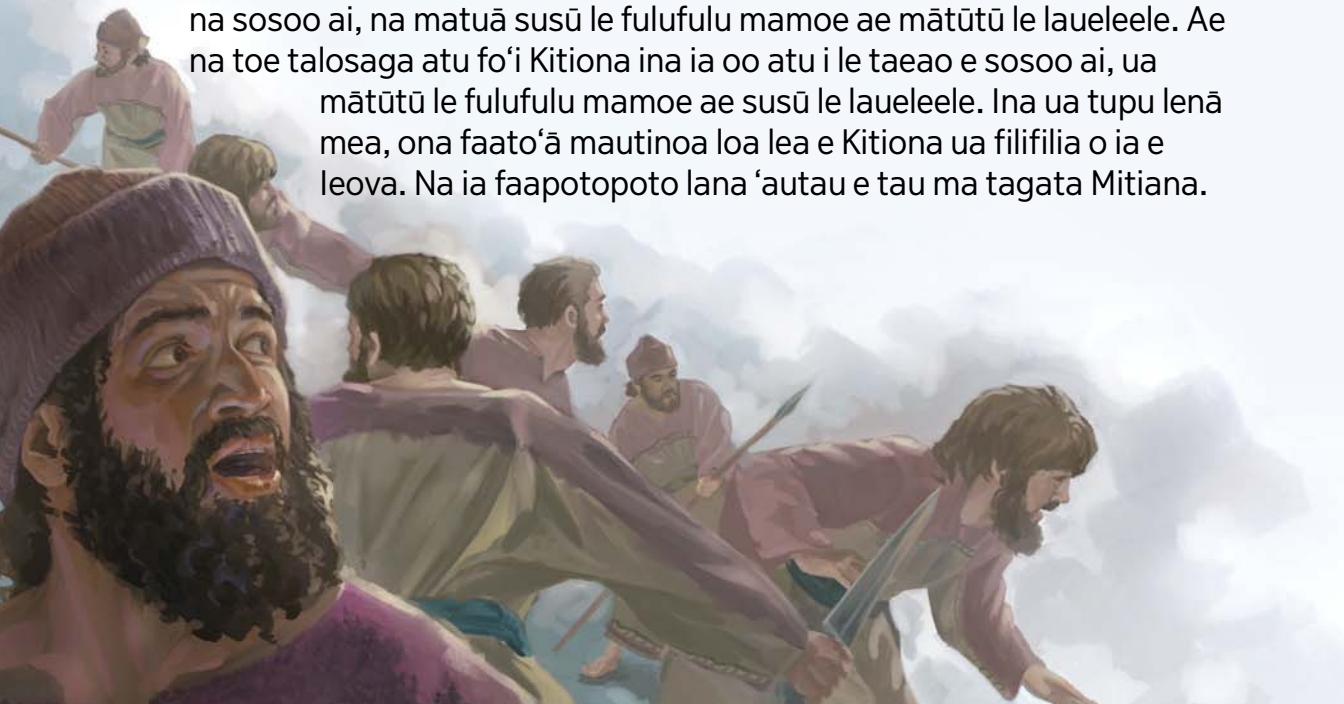 na sosoo ai, na matuā susū le fulufulu mamoe ae mātūtū le laueleele. Ae
na toe talosaga atu foʻi Kitiona ina ia oo atu i le taeao e sosoo ai, ua
mātūtū le fulufulu mamoe ae susū le laueleele. Ina ua tupu lenā
mea, ona faatoʻā mautinoa loa lea e Kitiona ua filifilia o ia e
Ieova. Na ia faapotopoto lana ʻautau e tau ma tagata Mitiana.